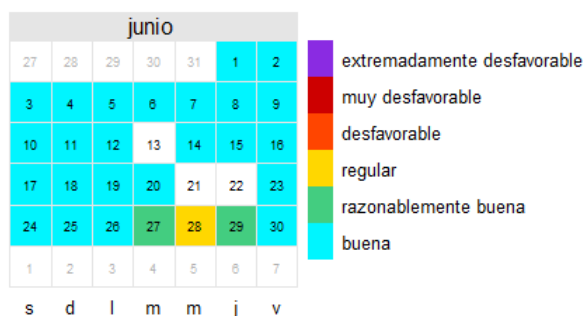 junio
27 28 29 30 31 1 2
3 4 5 6 7 8 9
10 11 12 13 14 15 16
17 18 19 20 21 22 23
24 25 26 27 28 29 30
1 2 3 4 5 6 7
s d l m m j v
extremadamente desfavorable
muy desfavorable
desfavorable
regular
razonablemente buena
buena